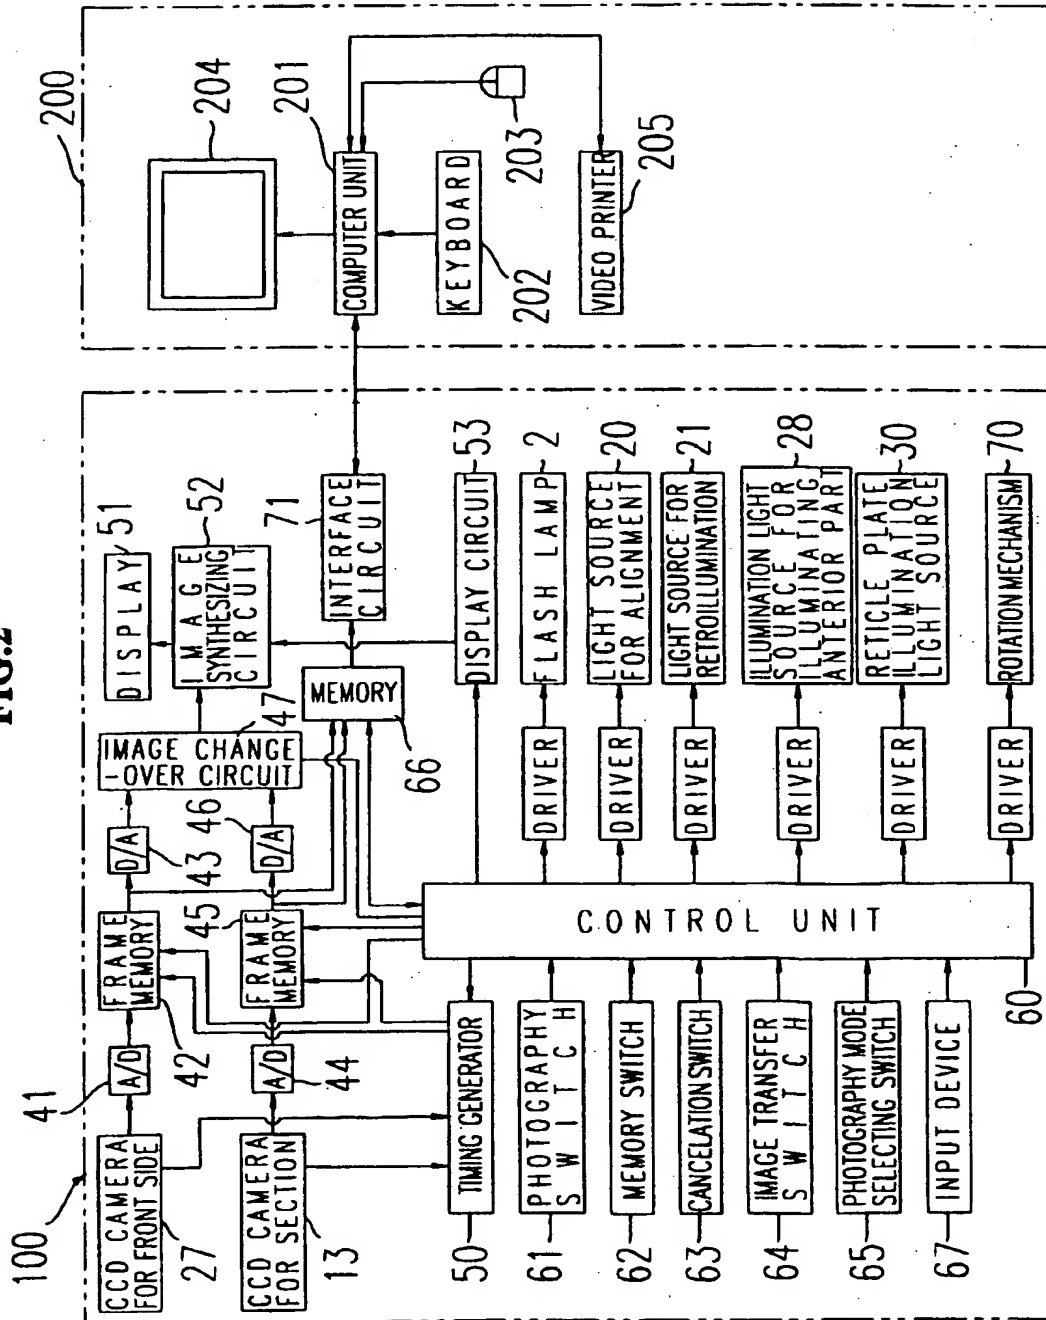 FIG.2
100
CCD CAMERA
FOR FRONT SIDE
27
41
A/D
FRAME
MEMORY
42
D/A
43
IMAGE CHANGE
-OVER CIRCUIT
47
DISPLAY
51
IMAGE
SYNTHESIZING
CIRCUIT
52
CCD CAMERA
FOR SECTION
13
A/D
44
FRAME
MEMORY
45
D/A
46
MEMORY
66
INTERFACE
CIRCUIT
71
TIMING GENERATOR
50
PHOTOGRAPHY
SWITCH
61
MEMORY SWITCH
62
CANCELATION SWITCH
63
IMAGE TRANSFER
SWITCH
64
PHOTOGRAPHY MODE
SELECTING SWITCH
65
INPUT DEVICE
67
CONTROL UNIT
60
DISPLAY CIRCUIT
53
DRIVER
FLASH LAMP
2
DRIVER
LIGHT SOURCE
FOR ALIGNMENT
20
DRIVER
LIGHT SOURCE FOR
RETROILLUMINATION
21
DRIVER
ILLUMINATION LIGHT
SOURCE FOR
ILLUMINATING
ANTERIOR PART
28
DRIVER
RETICLE PLATE
ILLUMINATION
LIGHT SOURCE
30
DRIVER
ROTATION MECHANISM
70
200
204
COMPUTER UNIT
201
KEYBOARD
202
203
VIDEO PRINTER
205